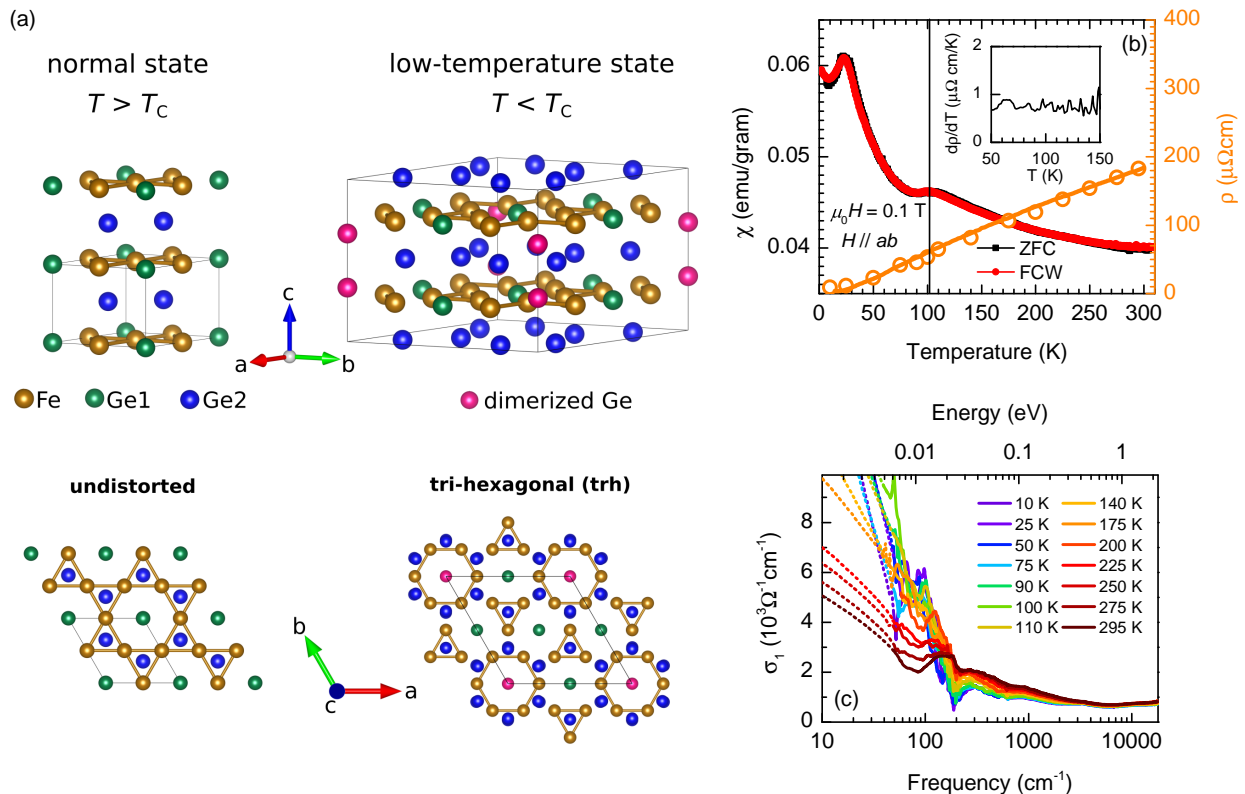 (a)
normal state
T > T_C
low-temperature state
T < T_C
c
a
b
Fe
Ge1
Ge2
dimerized Ge
undistorted
tri-hexagonal (trh)
b
c
a
(b)
χ (emu/gram)
0.06
0.05
0.04
400
300
200
100
0
ρ (µΩcm)
dρ/dT (µΩ cm/K)
2
1
0
50
100
150
T (K)
µ₀H = 0.1 T
H // ab
ZFC
FCW
0
50
100
150
200
250
300
Temperature (K)
Energy (eV)
0.01
0.1
1
σ₁ (10³Ω⁻¹cm⁻¹)
8
6
4
2
0
10 K
25 K
50 K
75 K
90 K
100 K
110 K
140 K
175 K
200 K
225 K
250 K
275 K
295 K
(c)
10
100
1000
10000
Frequency (cm⁻¹)